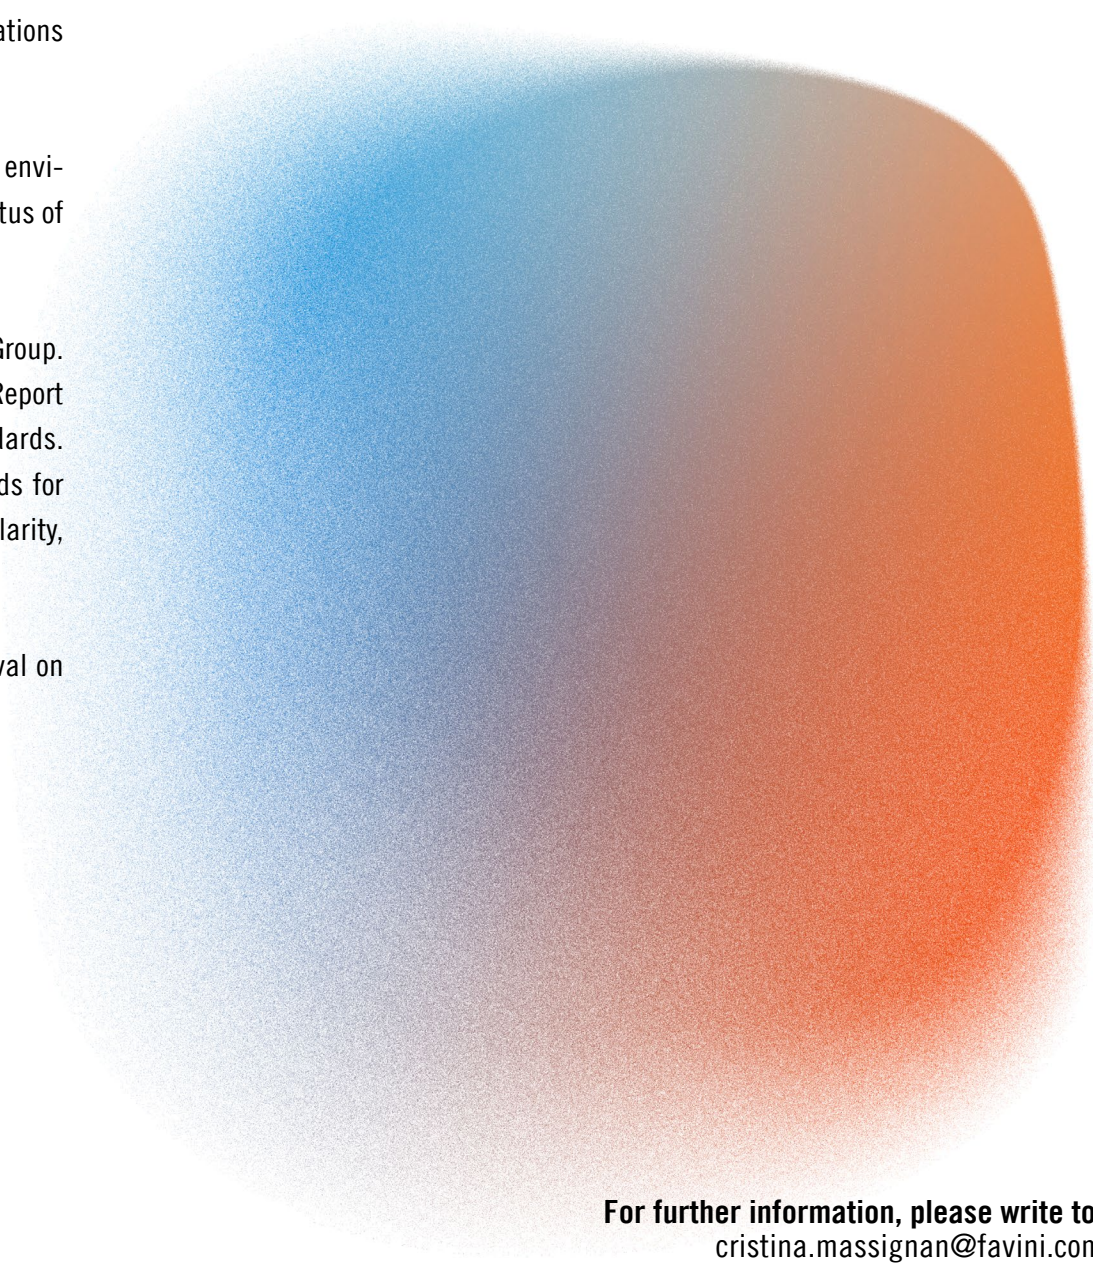 ations
envi-
tus of
Group.
Report
dards.
ds for
larity,
val on
For further information, please write to
cristina.massignan@favini.com